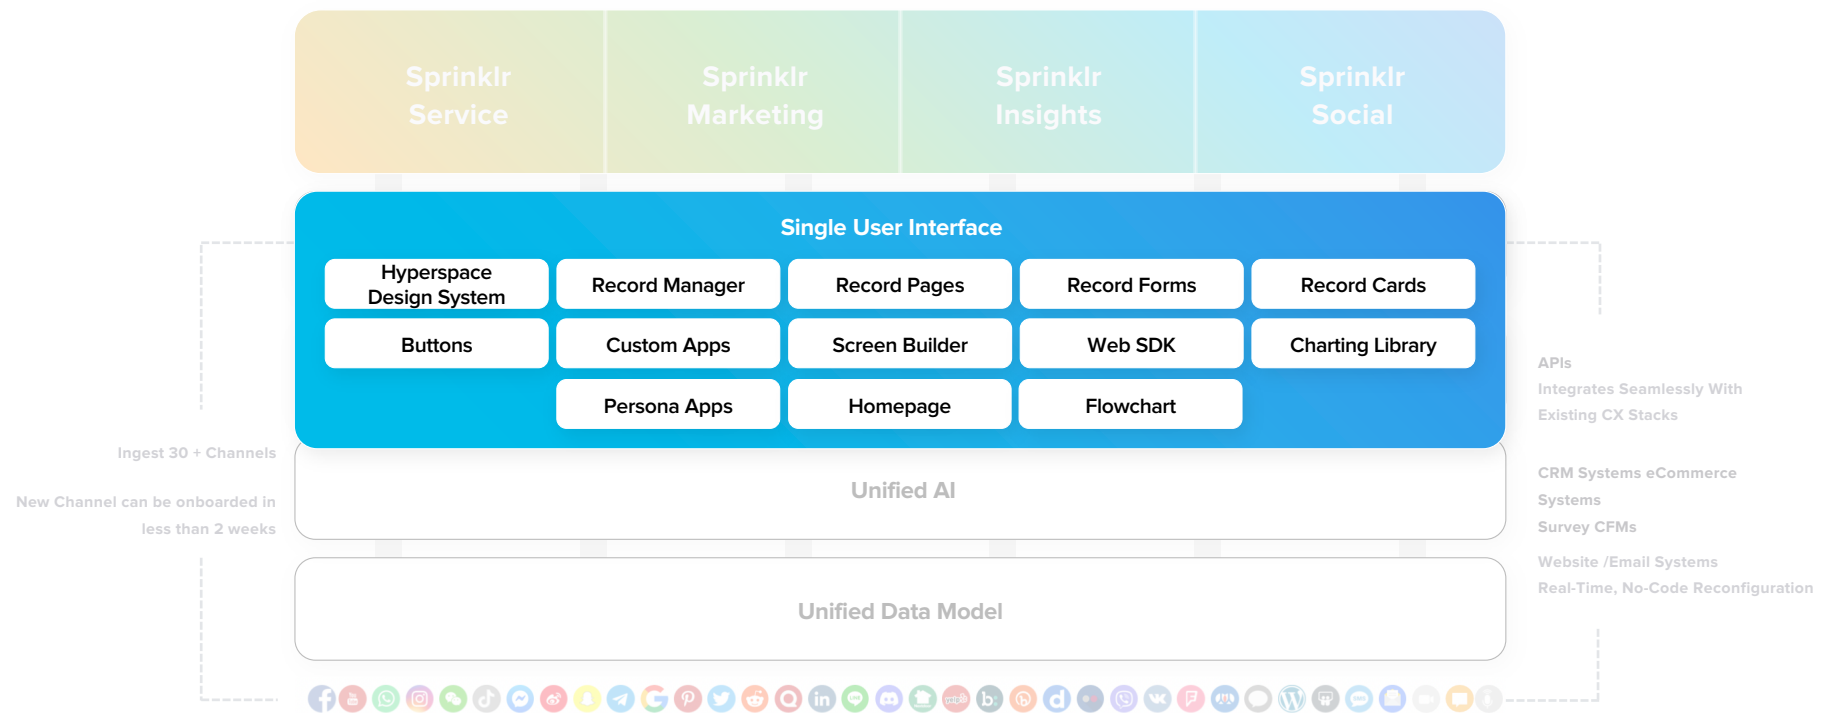 Sprinklr
Service
Sprinklr
Marketing
Sprinklr
Insights
Sprinklr
Social
Single User Interface
Hyperspace
Design System
Record Manager
Record Pages
Record Forms
Record Cards
Buttons
Custom Apps
Screen Builder
Web SDK
Charting Library
Persona Apps
Homepage
Flowchart
Ingest 30 + Channels
New Channel can be onboarded in
less than 2 weeks
Unified AI
Unified Data Model
APIs
Integrates Seamlessly With
Existing CX Stacks
CRM Systems eCommerce
Systems
Survey CFMs
Website /Email Systems
Real-Time, No-Code Reconfiguration